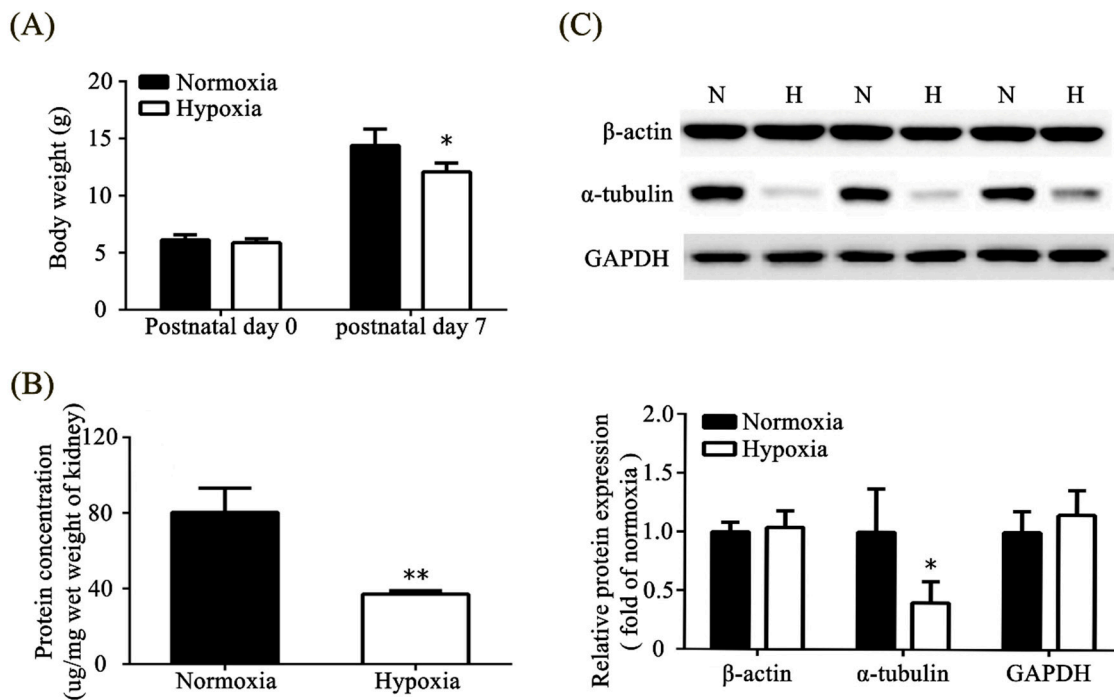 (A)
20
15
10
5
0
Body weight (g)
Normoxia
Hypoxia
*
Postnatal day 0 postnatal day 7
(B)
120
80
40
0
Protein concentration
(ug/mg wet weight of kidney)
**
Normoxia Hypoxia
(C)
N H N H N H
β-actin
α-tubulin
GAPDH
2.0
1.5
1.0
0.5
0
Relative protein expression
( fold of normoxia )
Normoxia
Hypoxia
*
β-actin α-tubulin GAPDH